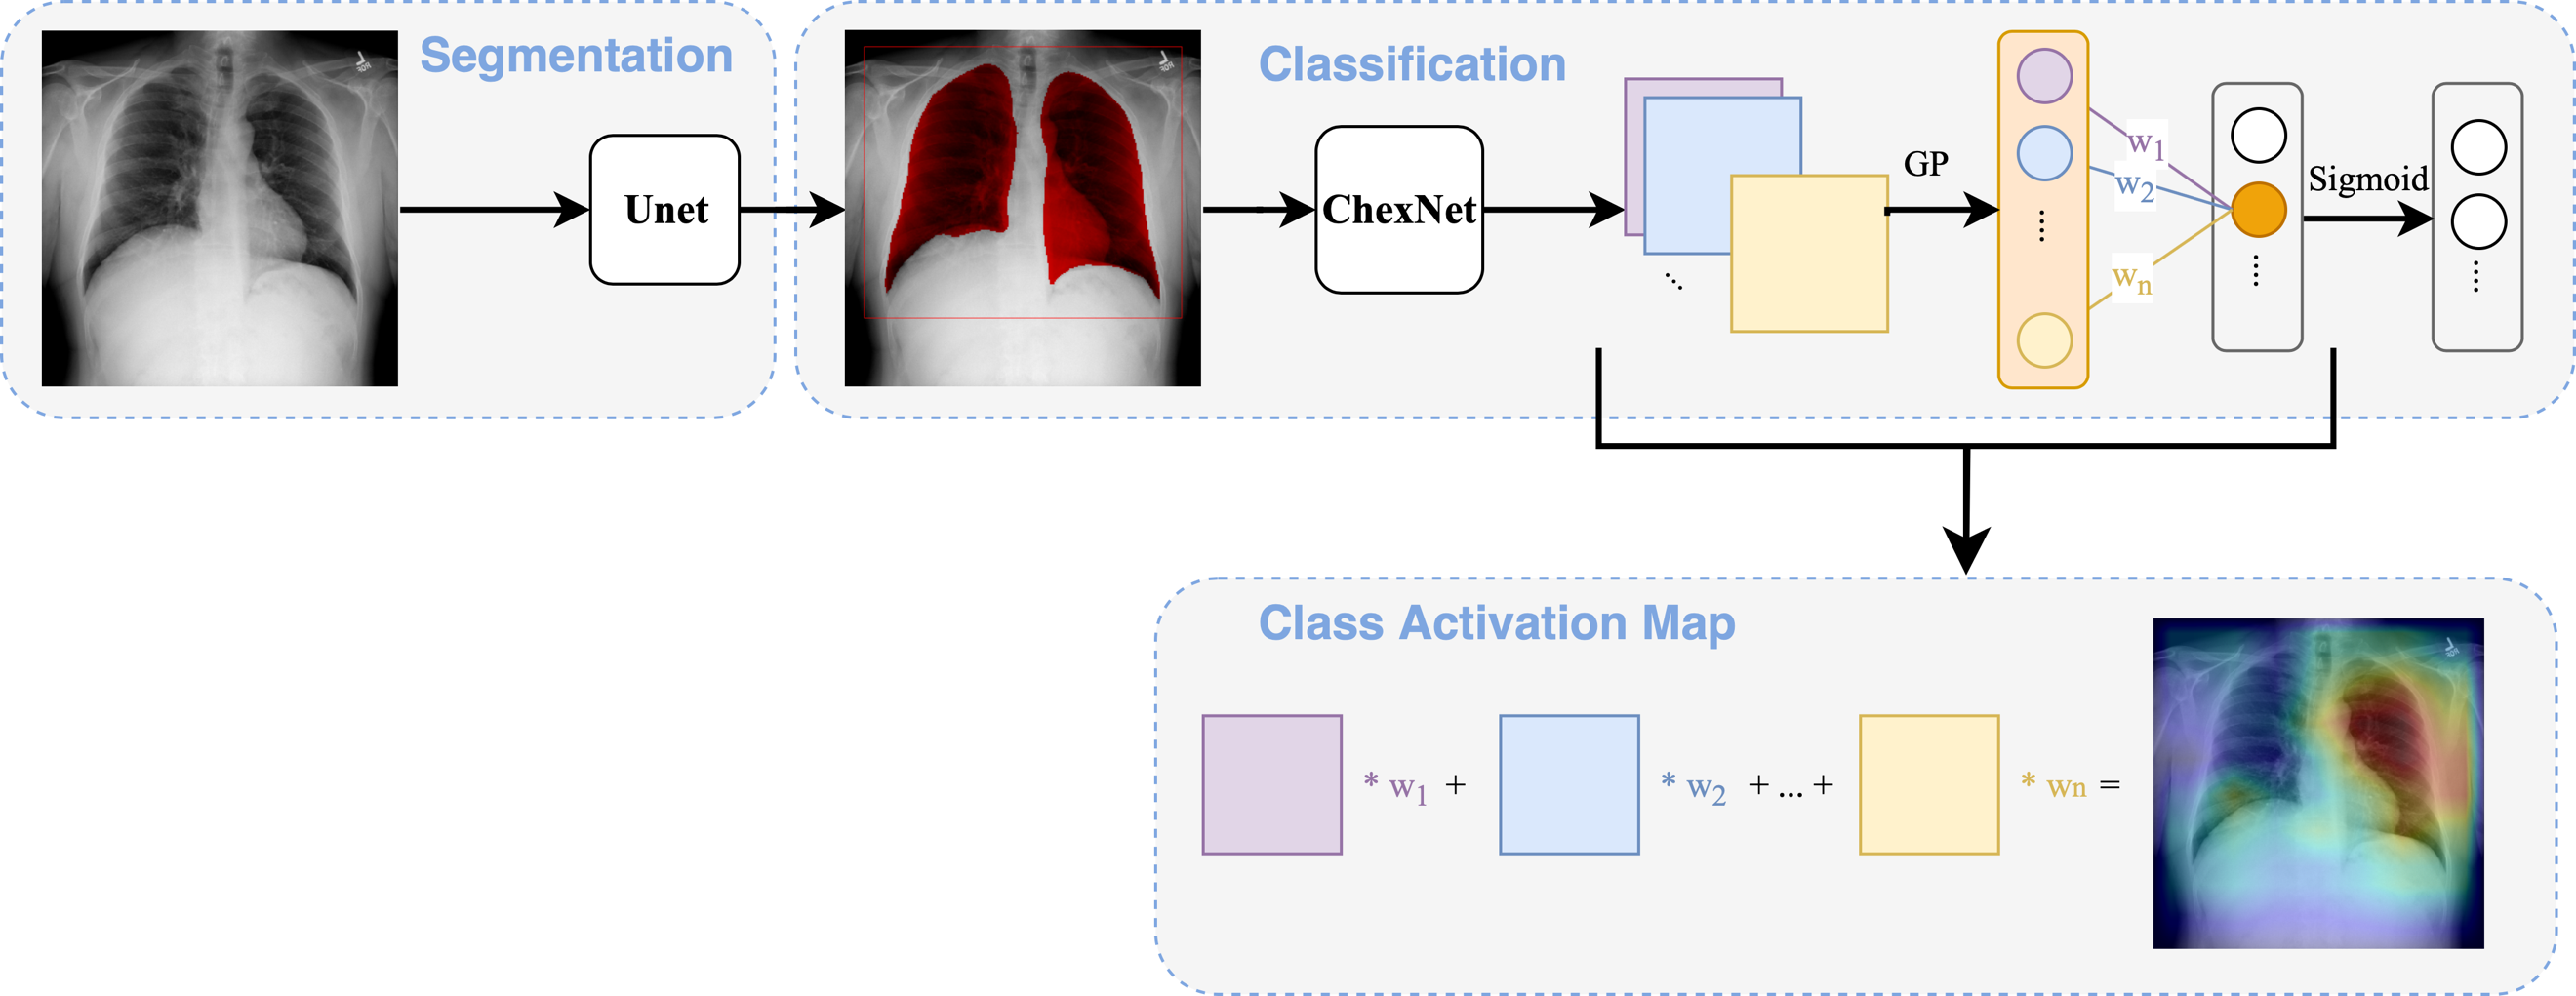 Segmentation
Unet
Classification
ChexNet
GP
w1
w2
wn
Sigmoid
Class Activation Map
* w1 + * w2 + ... + * wn =